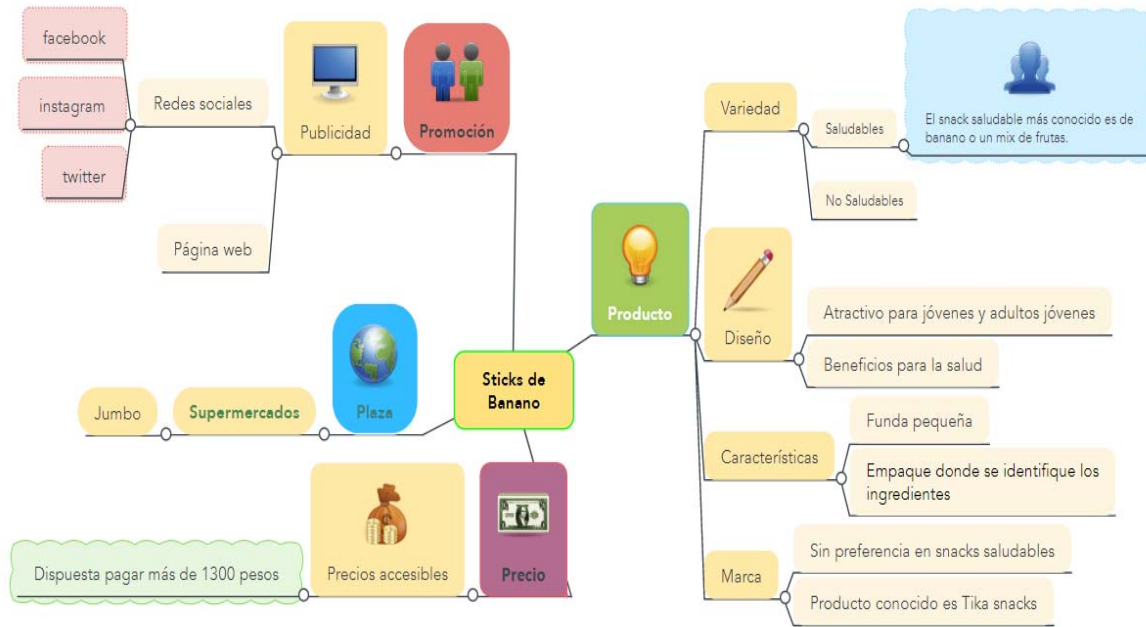 facebook
instagram
twitter
Redes sociales
Página web
Publicidad
Promoción
Jumbo
Supermercados
Plaza
Dispuesta pagar más de 1300 pesos
Precios accesibles
Precio
Sticks de
Banano
Producto
Variedad
Saludables
El snack saludable más conocido es de
banano o un mix de frutas.
No Saludables
Diseño
Atractivo para jóvenes y adultos jóvenes
Beneficios para la salud
Características
Funda pequeña
Empaque donde se identifique los
ingredientes
Marca
Sin preferencia en snacks saludables
Producto conocido es Tika snacks